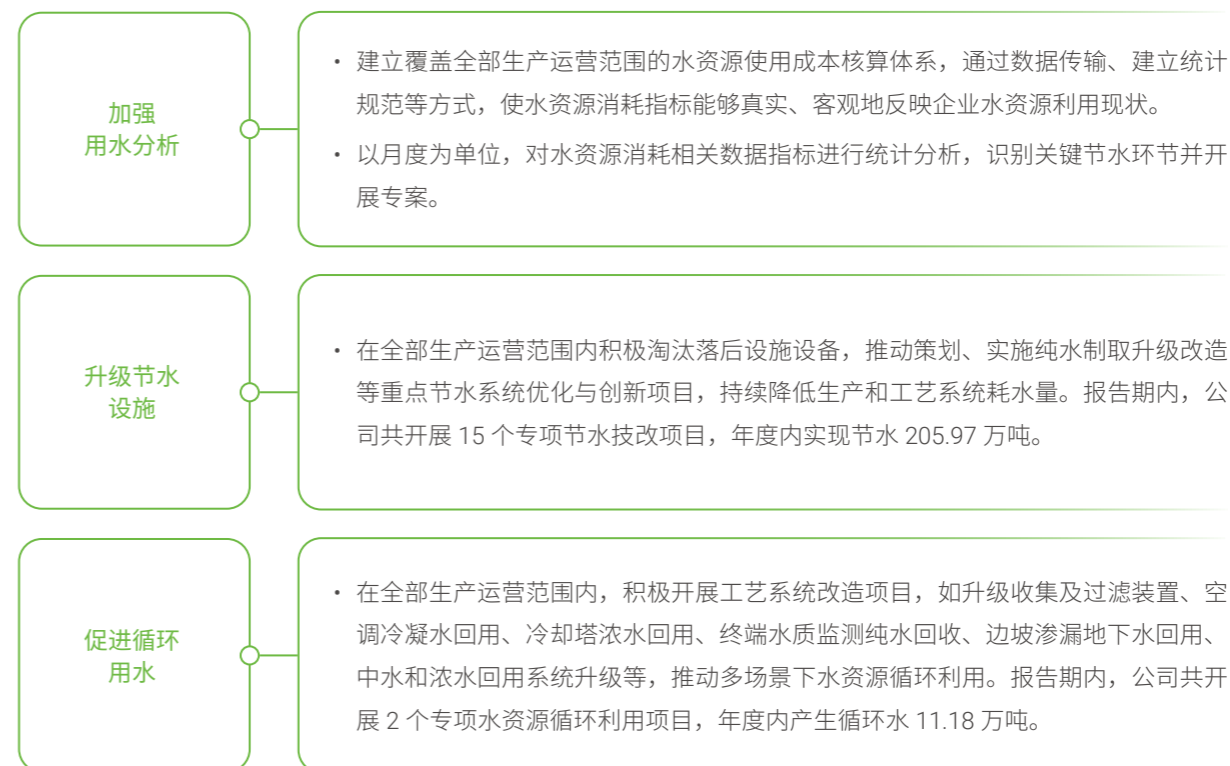 加强
用水分析
· 建立覆盖全部生产运营范围的水资源使用成本核算体系，通过数据传输、建立统计
规范等方式，使水资源消耗指标能够真实、客观地反映企业水资源利用现状。
· 以月度为单位，对水资源消耗相关数据指标进行统计分析，识别关键节水环节并开
展专案。
升级节水
设施
· 在全部生产运营范围内积极淘汰落后设施设备，推动策划、实施纯水制取升级改造
等重点节水系统优化与创新项目，持续降低生产和工艺系统耗水量。报告期内，公
司共开展 15 个专项节水技改项目，年度内实现节水 205.97 万吨。
促进循环
用水
· 在全部生产运营范围内，积极开展工艺系统改造项目，如升级收集及过滤装置、空
调冷凝水回用、冷却塔浓水回用、终端水质监测纯水回收、边坡渗漏地下水回用、
中水和浓水回用系统升级等，推动多场景下水资源循环利用。报告期内，公司共开
展 2 个专项水资源循环利用项目，年度内产生循环水 11.18 万吨。